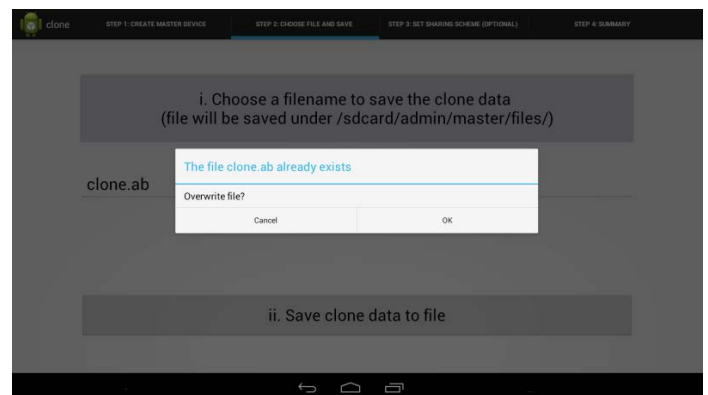 clone
STEP 1: CREATE MASTER DEVICE
STEP 2: CHOOSE FILE AND SAVE
STEP 3: SET SHARING SCHEME (OPTIONAL)
STEP 4: SUMMARY
i. Choose a filename to save the clone data
(file will be saved under /sdcard/admin/master/files/)
The file clone.ab already exists
clone.ab
Overwrite file?
Cancel
OK
ii. Save clone data to file